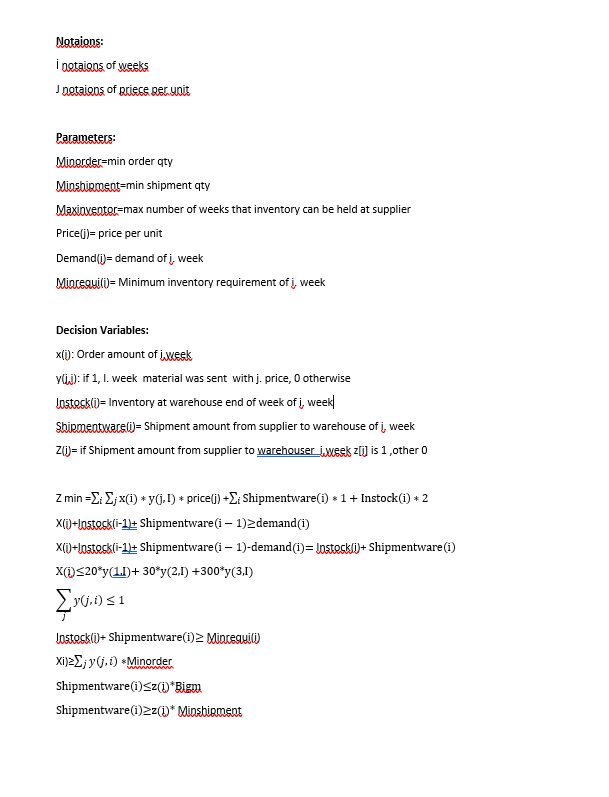 Notaions:
İ notaions of weeks
J notaions of priece per unit
Parameters:
Minorder=min order qty
Minshipment=min shipment qty
Maxinventor=max number of weeks that inventory can be held at supplier
Price(j)= price per unit
Demand(i)= demand of i. week
Minrequi(i)= Minimum inventory requirement of i. week
Decision Variables:
x(i): Order amount of i.week
y(j,i): if 1, I. week material was sent with j. price, 0 otherwise
Instock(i)= Inventory at warehouse end of week of i. week
Shipmentware(i)= Shipment amount from supplier to warehouse of i. week
Z(i)= if Shipment amount from supplier to warehouser i.week z[i] is 1 ,other 0
Z min =∑i ∑j x(i) * y(j, I) * price(j) +∑i Shipmentware(i) * 1 + Instock(i) * 2
X(i)+Instock(i-1)+ Shipmentware(i − 1)≥demand(i)
X(i)+Instock(i-1)+ Shipmentware(i − 1)-demand(i)= Instock(i)+ Shipmentware(i)
X(i)≤20*y(1,I)+ 30*y(2,I) +300*y(3,I)
∑j y(j, i) ≤ 1
Instock(i)+ Shipmentware(i)≥ Minrequi(i)
Xi)≥∑j y(j, i) *Minorder
Shipmentware(i)≤z(i)*Bigm
Shipmentware(i)≥z(i)* Minshipment